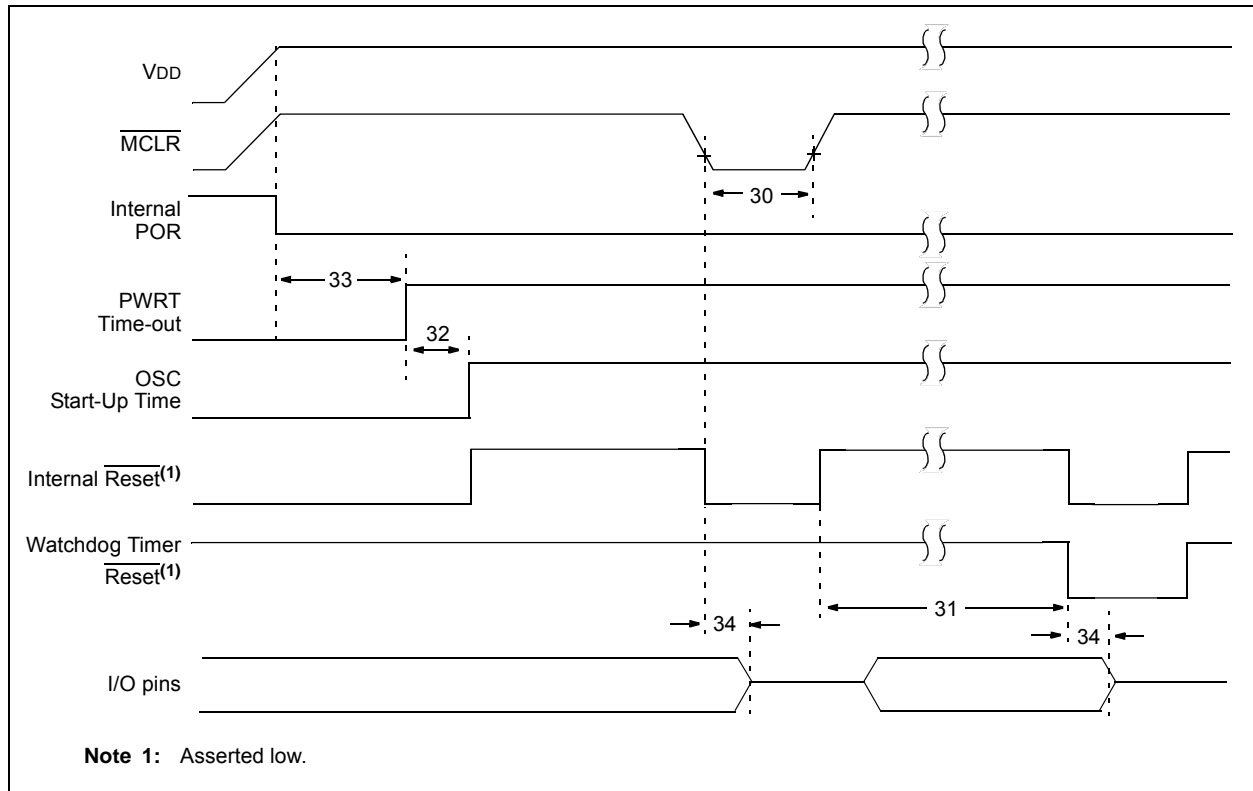 VDD
MCLR
30
Internal
POR
33
PWRT
Time-out
32
OSC
Start-Up Time
Internal Reset(1)
Watchdog Timer
Reset(1)
31
34
34
I/O pins
Note 1: Asserted low.